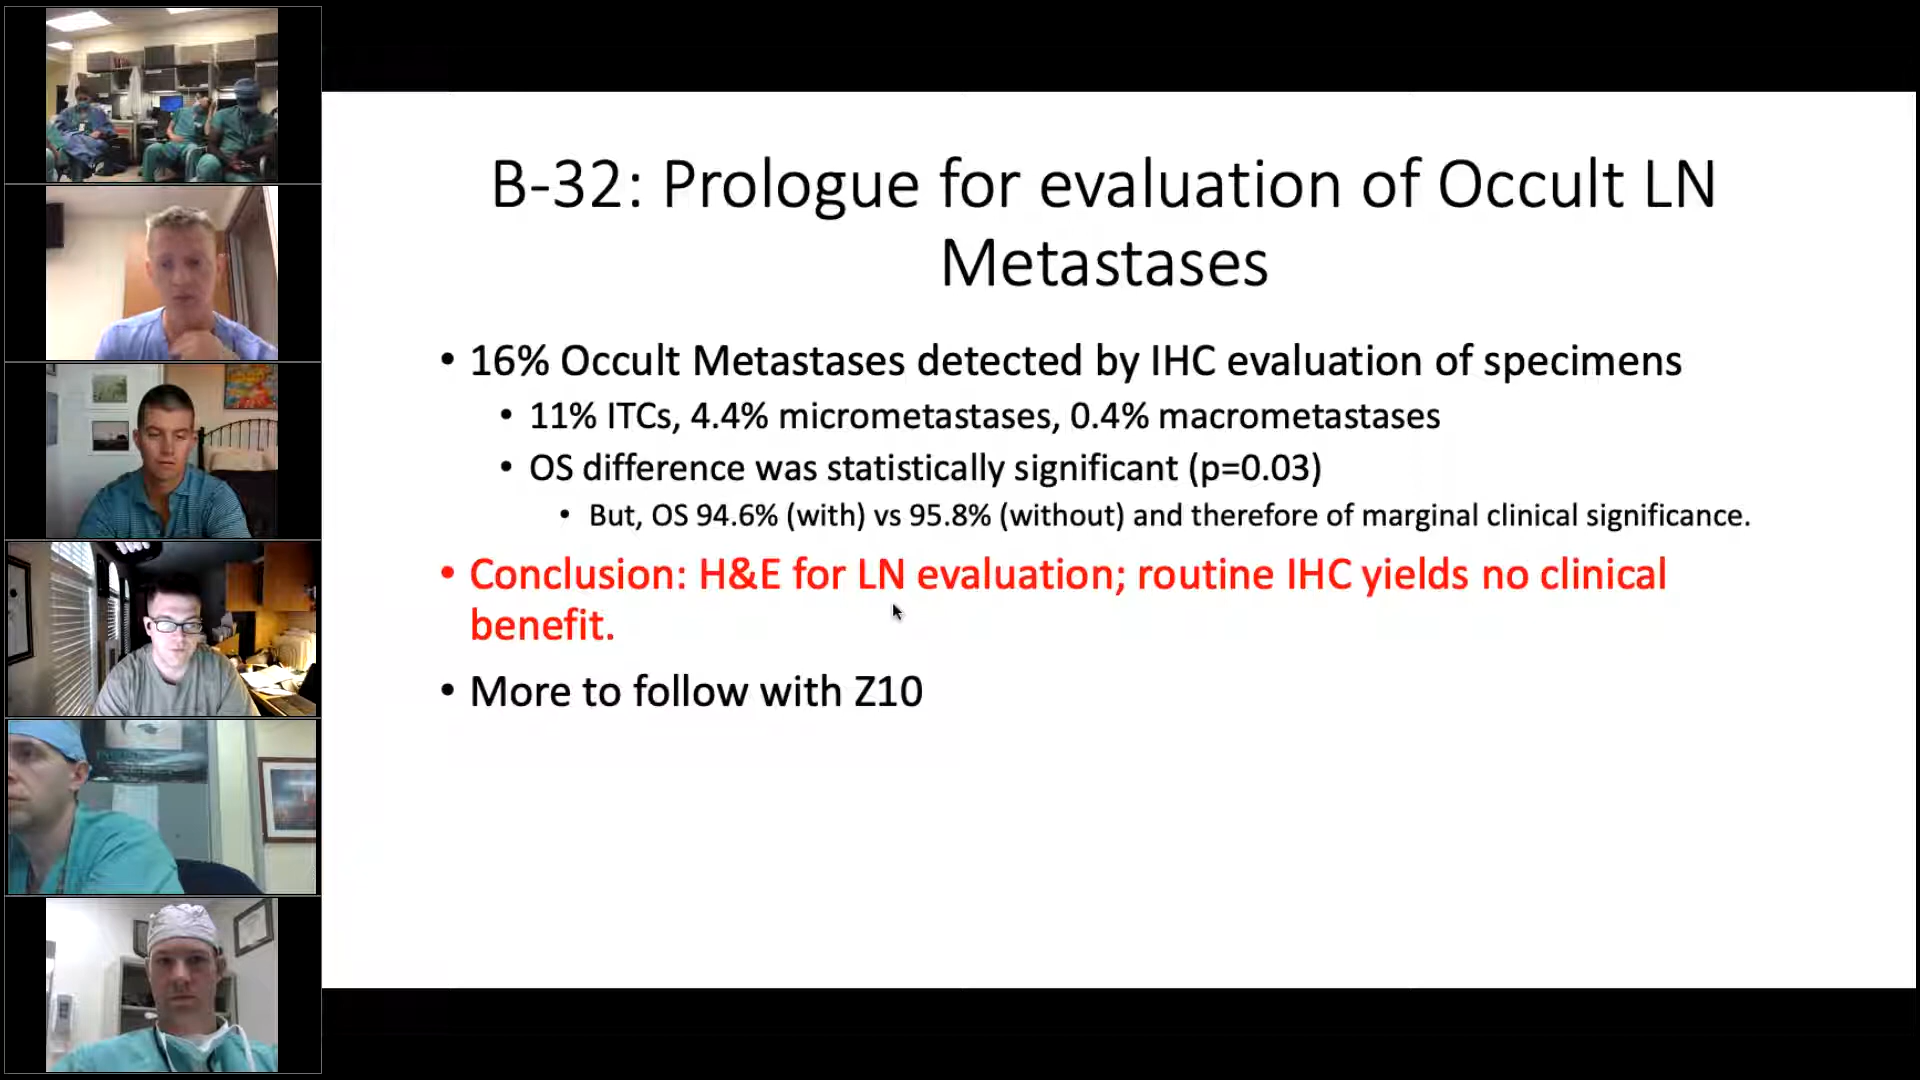 B-32: Prologue for evaluation of Occult LN
Metastases
• 16% Occult Metastases detected by IHC evaluation of specimens
• 11% ITCs, 4.4% micrometastases, 0.4% macrometastases
• OS difference was statistically significant (p=0.03)
• But, OS 94.6% (with) vs 95.8% (without) and therefore of marginal clinical significance.
• Conclusion: H&E for LN evaluation; routine IHC yields no clinical
benefit.
• More to follow with Z10